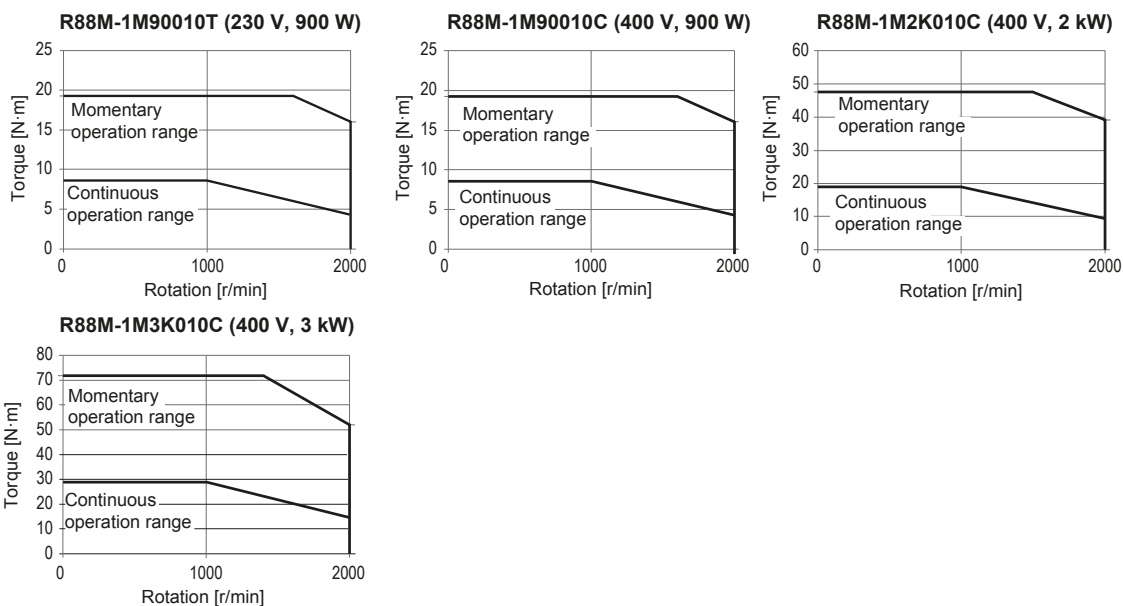 R88M-1M90010T (230 V, 900 W)
25
20
15
10
5
0
Torque [N·m]
Momentary
operation range
Continuous
operation range
0
1000
2000
Rotation [r/min]
R88M-1M90010C (400 V, 900 W)
25
20
15
10
5
0
Torque [N·m]
Momentary
operation range
Continuous
operation range
0
1000
2000
Rotation [r/min]
R88M-1M2K010C (400 V, 2 kW)
60
50
40
30
20
10
0
Torque [N·m]
Momentary
operation range
Continuous
operation range
0
1000
2000
Rotation [r/min]
R88M-1M3K010C (400 V, 3 kW)
80
70
60
50
40
30
20
10
0
Torque [N·m]
Momentary
operation range
Continuous
operation range
0
1000
2000
Rotation [r/min]